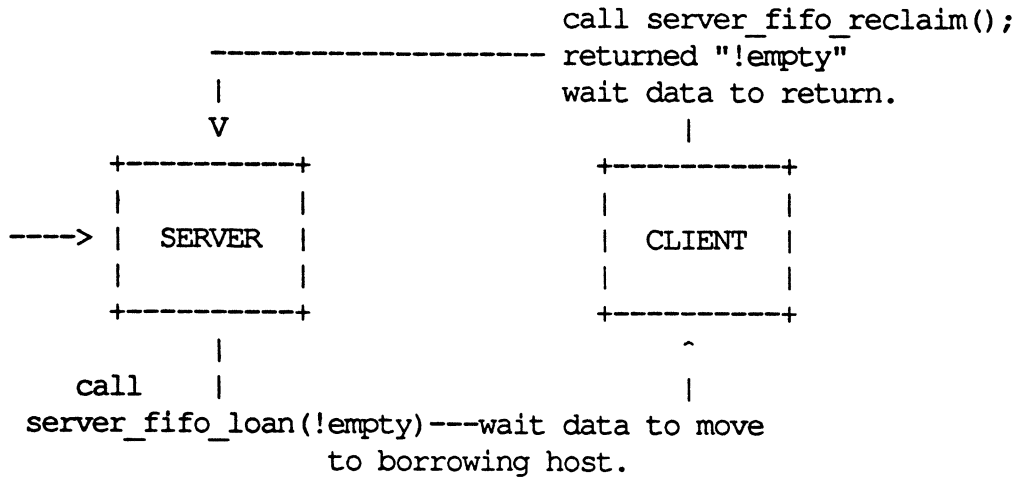 call server_fifo_reclaim();
returned "!empty"
wait data to return.
SERVER
CLIENT
call
server_fifo_loan(!empty)---wait data to move
to borrowing host.